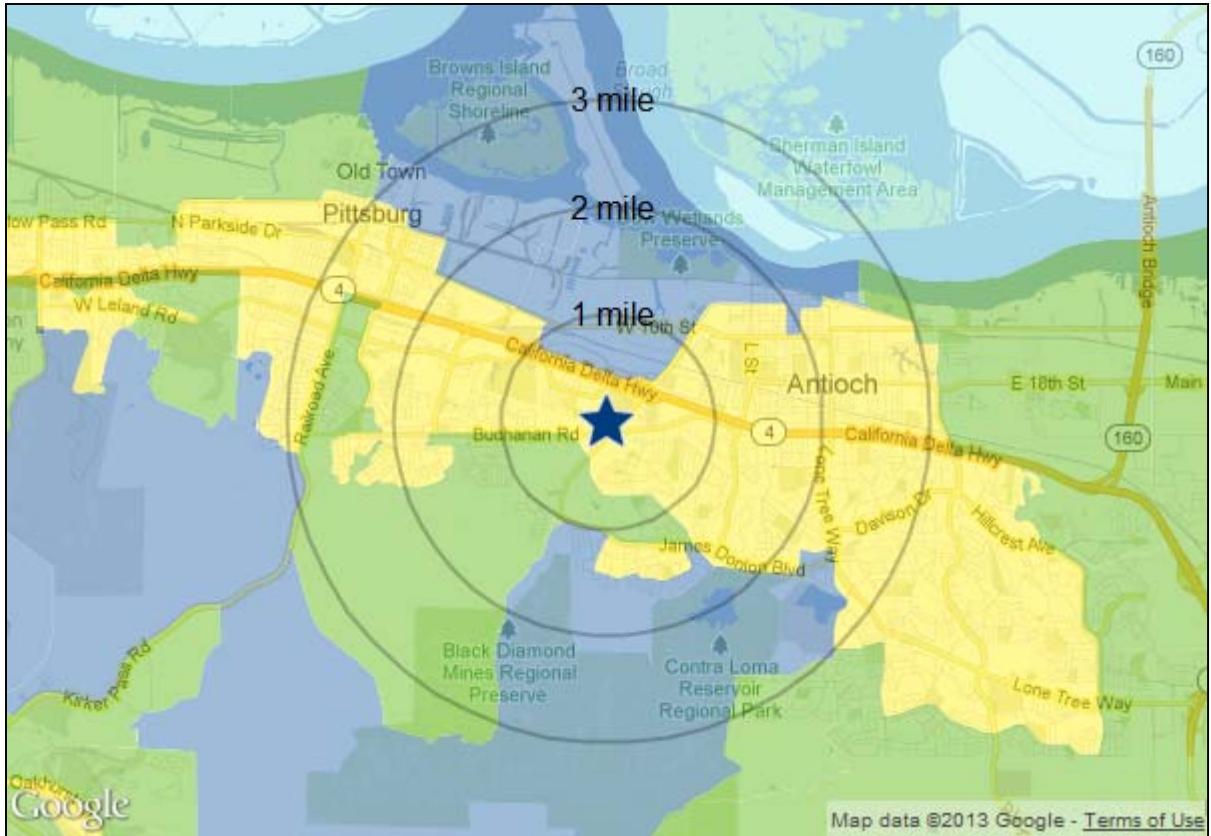 160
Browns Island
Regional
Shoreline
Broad
3 mile
Sherman Island
Waterfowl
Management Area
Old Town
Pittsburg
2 mile
Wetlands
Preserve
Antioch Bridge
low Pass Rd
N Parkside Dr
California Delta Hwy
4
W Leland Rd
1 mile
W 10th St
California Delta Hwy
L St
Antioch
E 18th St
Main
Railroad Ave
Buchanan Rd
4
California Delta Hwy
160
Lone Tree Way
Davison Dr
Hillcrest Ave
James Donlon Blvd
Black Diamond
Mines Regional
Preserve
Contra Loma
Reservoir
Regional Park
Kirker Pass Rd
Lone Tree Way
Google
Map data ©2013 Google - Terms of Use